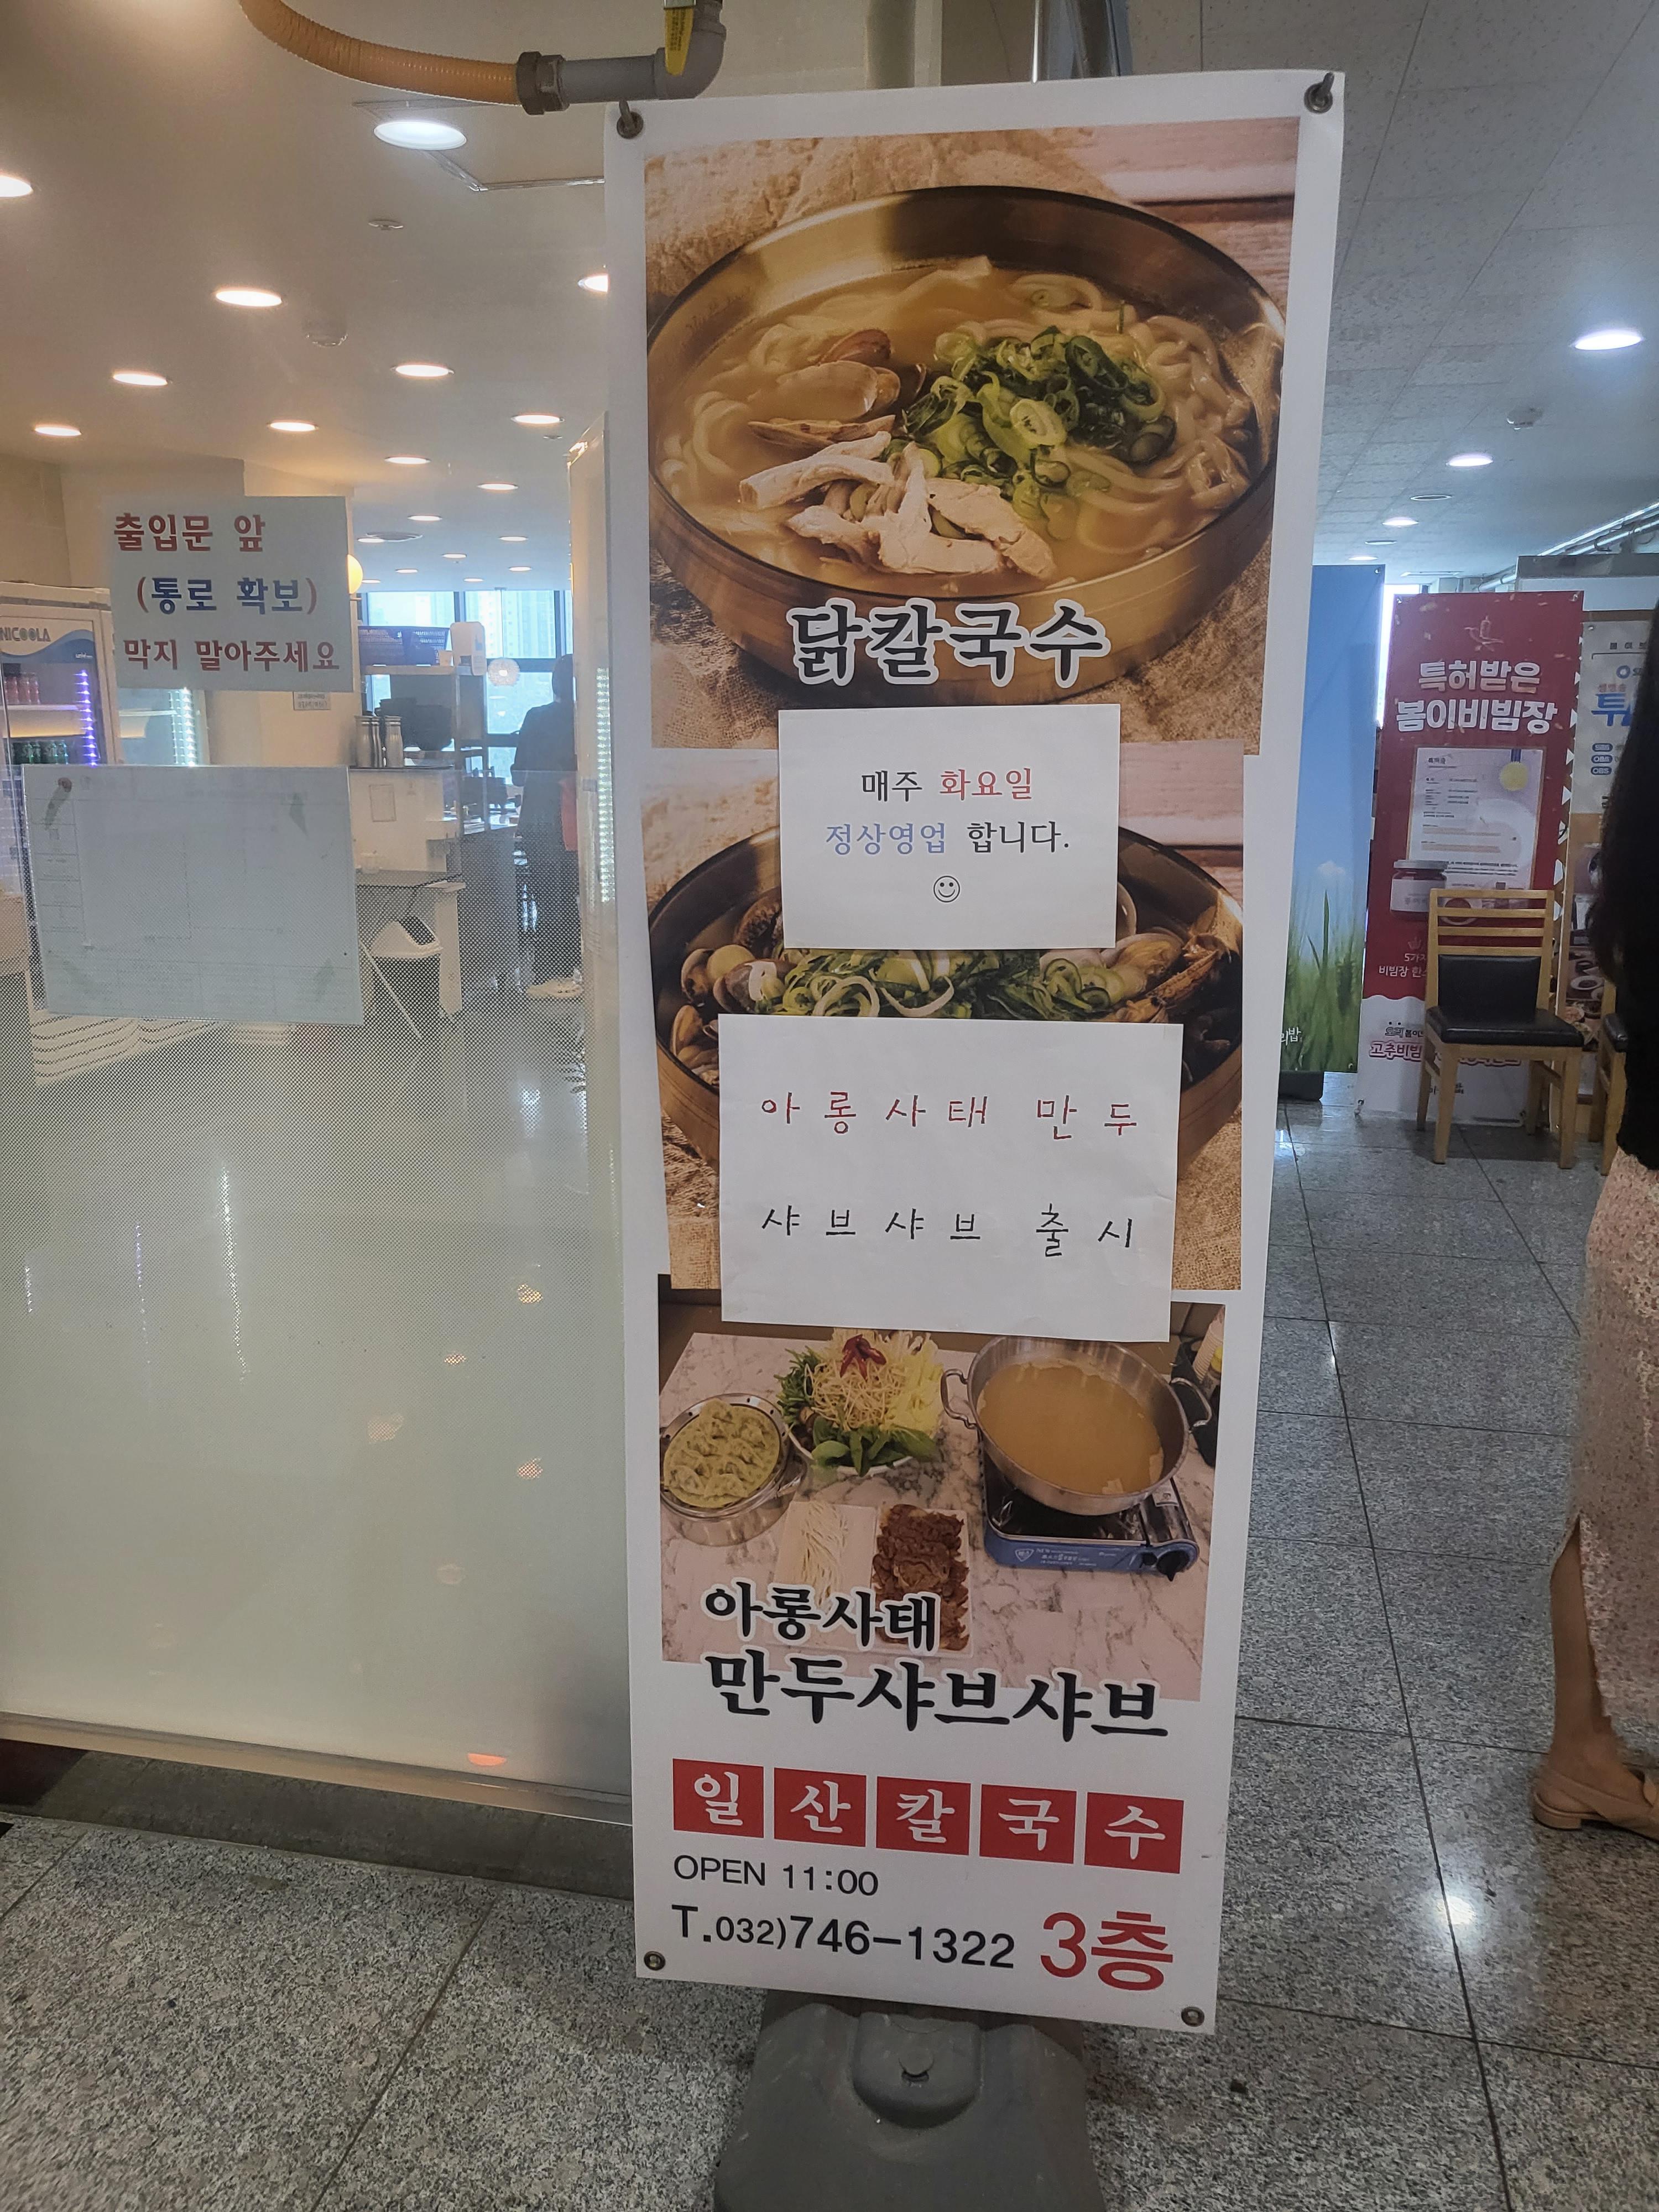 출입문 앞
(통로 확보)
막지 말아주세요
닭칼국수
매주 화요일
정상영업 합니다.
아롱사태 만두
샤브샤브 출시
아롱사태
만두샤브샤브
일산칼국수
OPEN 11:00
T.032)746-1322 3층
특허받은
봄이비빔장